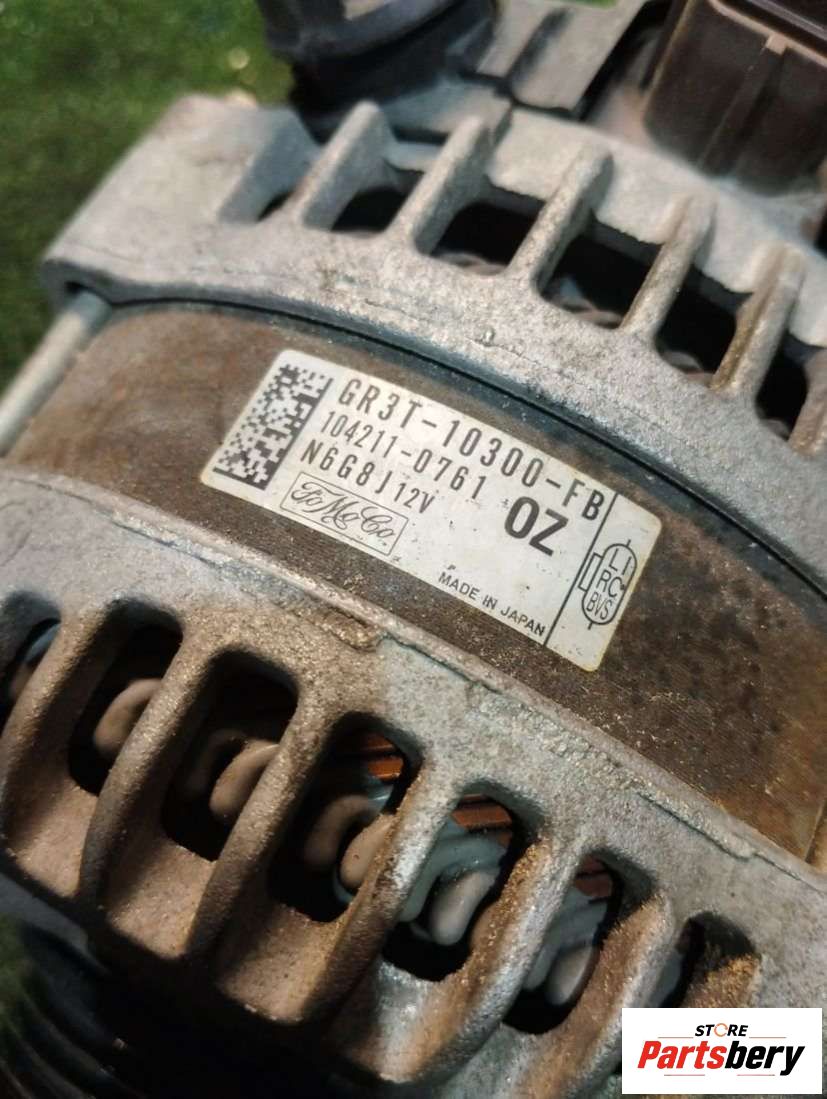 GR3T-10300-FB
104211-0761
N6G8J12V
OZ
FoMoCo
MADE IN JAPAN
LI
RC
BVS
STORE
Partsbery